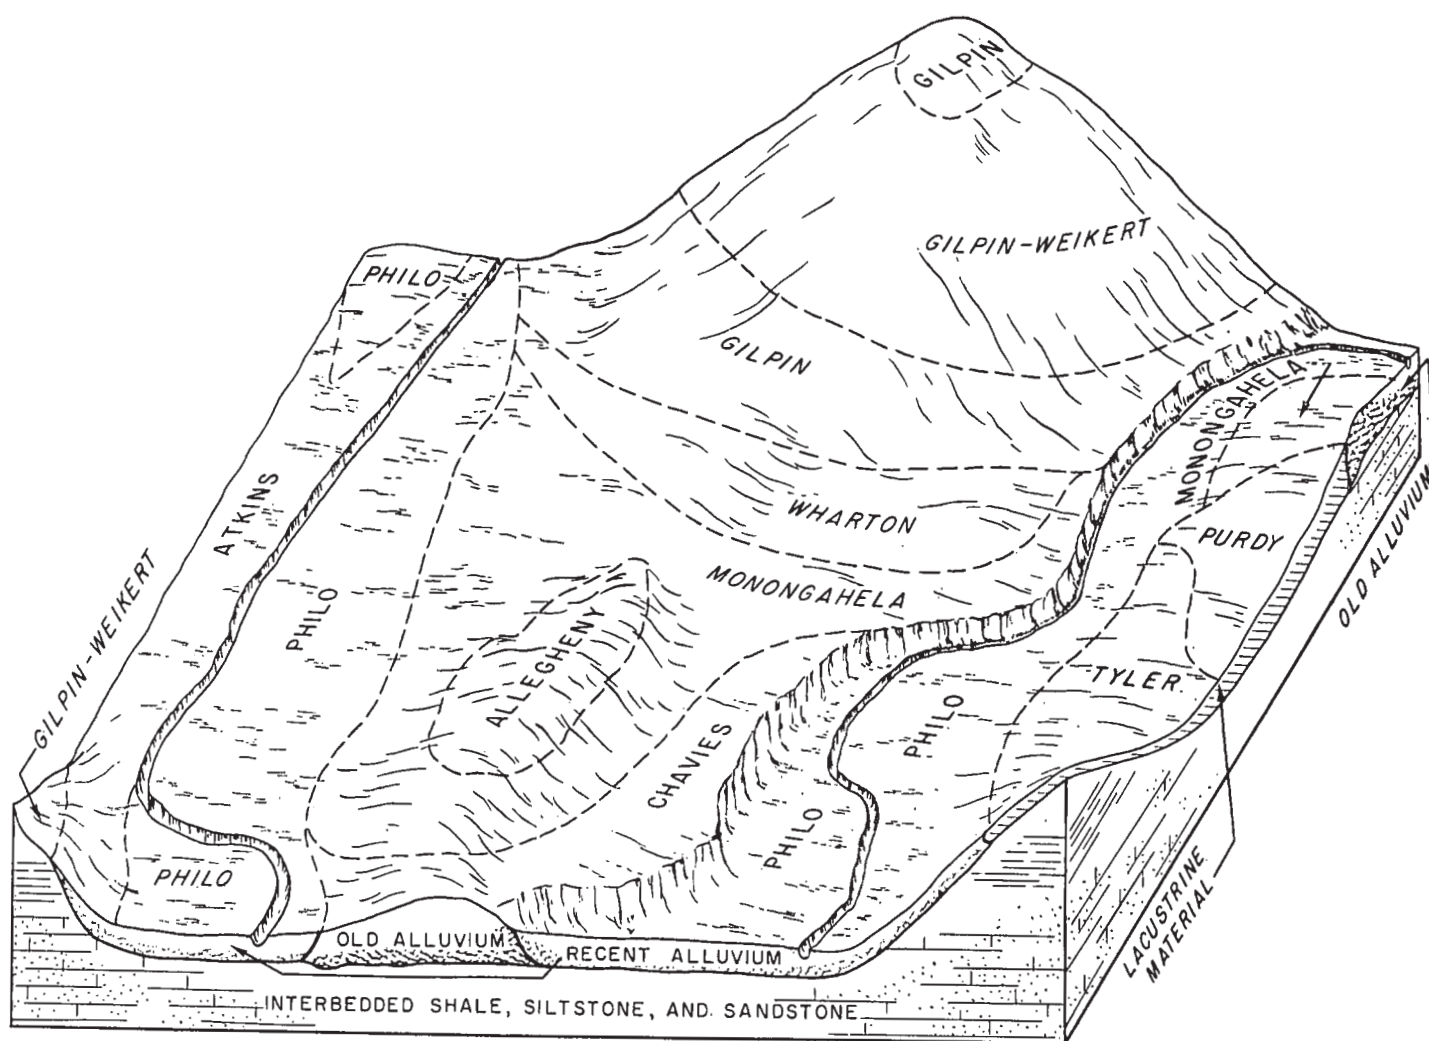 GILPIN
GILPIN-WEIKERT
PHILO
GILPIN
MONONGAHELA
ATKINS
WHARTON
PURDY
OLD ALLUVIUM
GILPIN-WEIKERT
PHILO
MONONGAHELA
ALLEGHENY
TYLER
CHAVIES
PHILO
PHILO
PHILO
LACUSTRINE
MATERIAL
OLD ALLUVIUM
RECENT ALLUVIUM
INTERBEDDED SHALE, SILTSTONE, AND SANDSTONE